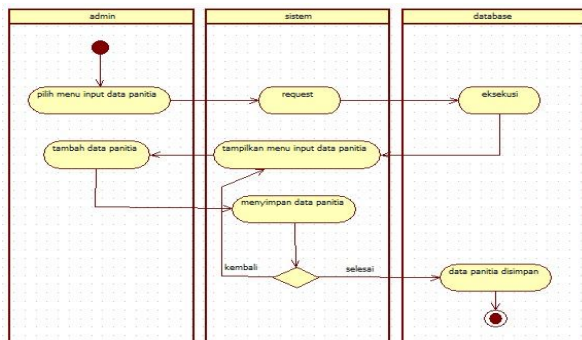 admin
sistem
database
pilih menu input data panitia
request
eksekusi
tambah data panitia
tampilkan menu input data panitia
menyimpan data panitia
kembali
selesai
data panitia disimpan